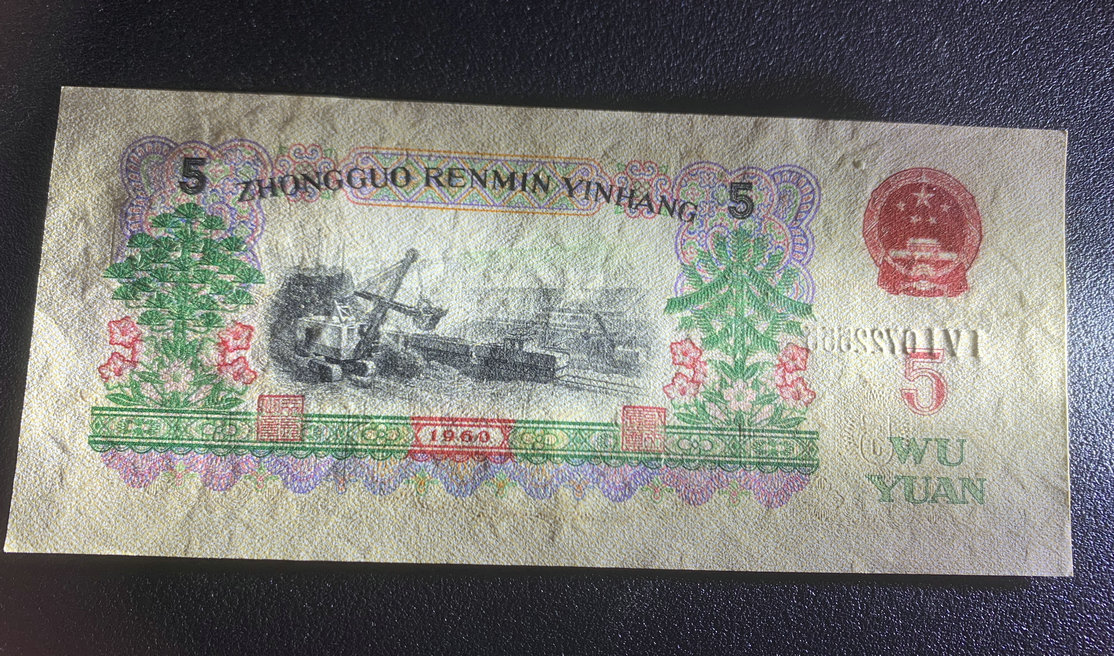 5 ZHONGGUO RENMIN YINHANG 5
1960
5
WU
YUAN